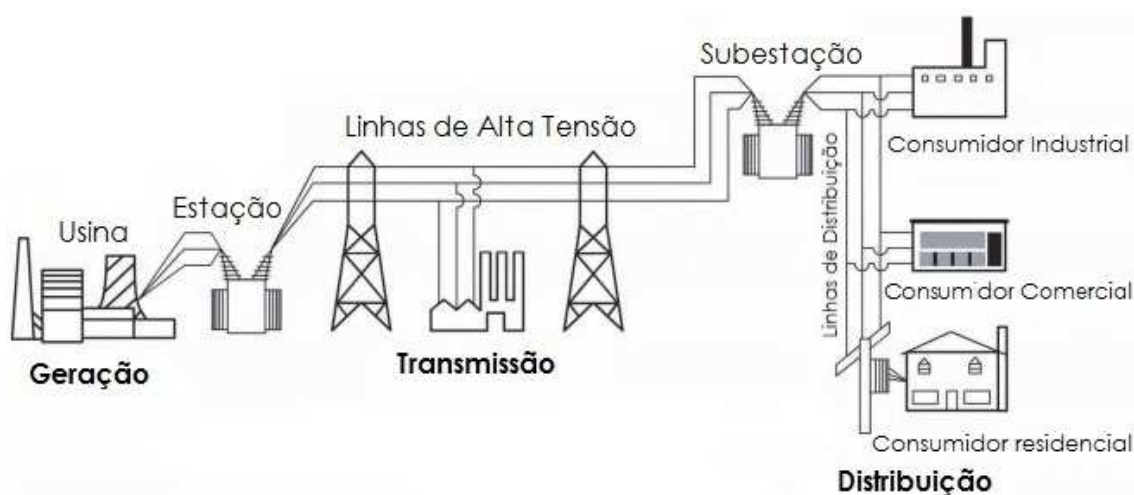 Usina
Estação
Linhas de Alta Tensão
Subestação
Consumidor Industrial
Linhas de Distribuição
Consumidor Comercial
Consumidor residencial
Geração
Transmissão
Distribuição